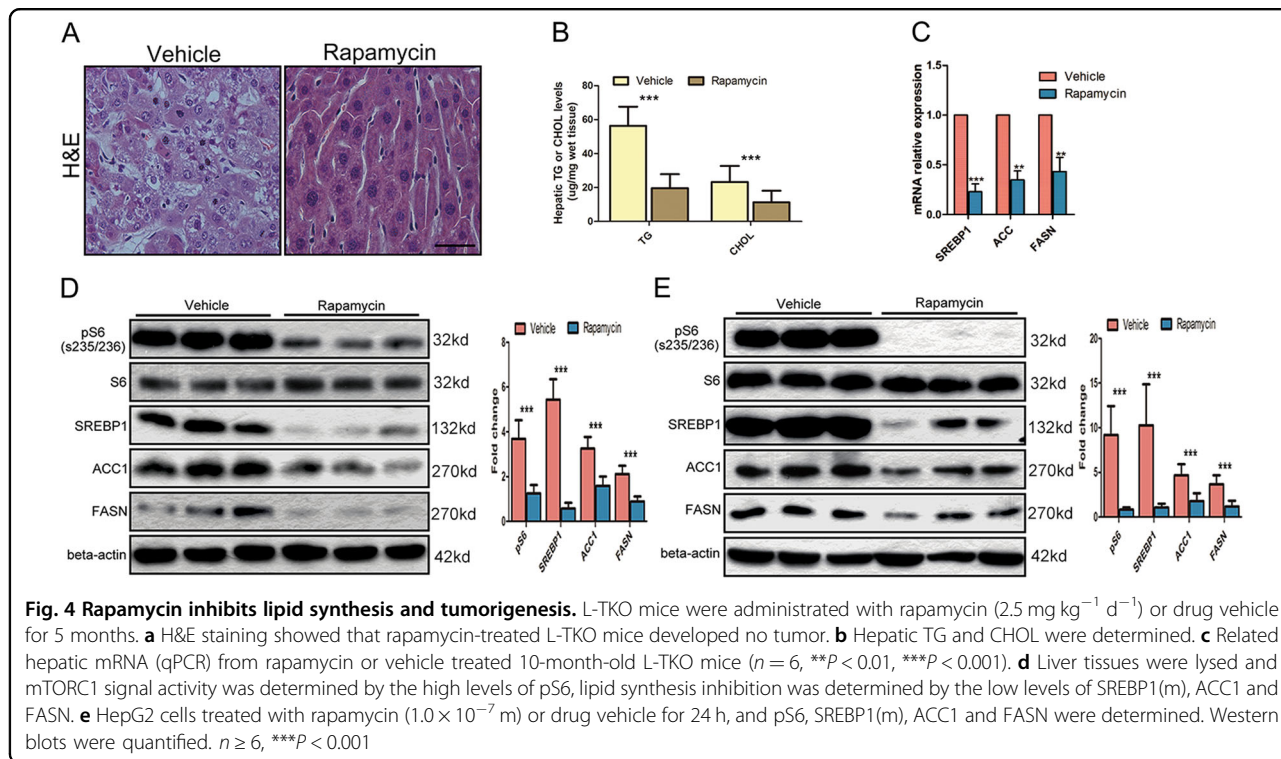 A
Vehicle
Rapamycin
H&E
B
Hepatic TG or CHOL levels
(ug/mg wet tissue)
80
60
40
20
0
Vehicle
Rapamycin
***
***
TG
CHOL
C
mRNA relative expression
1.5
1.0
0.5
0.0
Vehicle
Rapamycin
***
**
**
SREBP1
ACC
FASN
D
Vehicle
Rapamycin
pS6
(s235/236)
32kd
S6
32kd
SREBP1
132kd
ACC1
270kd
FASN
270kd
beta-actin
42kd
Fold change
8
6
4
2
0
Vehicle
Rapamycin
***
***
***
***
pS6
SREBP1
ACC1
FASN
E
Vehicle
Rapamycin
pS6
(s235/236)
32kd
S6
32kd
SREBP1
132kd
ACC1
270kd
FASN
270kd
beta-actin
42kd
Fold change
20
15
10
5
0
Vehicle
Rapamycin
***
***
***
***
pS6
SREBP1
ACC1
FASN
Fig. 4 Rapamycin inhibits lipid synthesis and tumorigenesis. L-TKO mice were administrated with rapamycin (2.5 mg kg⁻¹ d⁻¹) or drug vehicle
for 5 months. a H&E staining showed that rapamycin-treated L-TKO mice developed no tumor. b Hepatic TG and CHOL were determined. c Related
hepatic mRNA (qPCR) from rapamycin or vehicle treated 10-month-old L-TKO mice (n = 6, **P < 0.01, ***P < 0.001). d Liver tissues were lysed and
mTORC1 signal activity was determined by the high levels of pS6, lipid synthesis inhibition was determined by the low levels of SREBP1(m), ACC1 and
FASN. e HepG2 cells treated with rapamycin (1.0 × 10⁻⁷ m) or drug vehicle for 24 h, and pS6, SREBP1(m), ACC1 and FASN were determined. Western
blots were quantified. n ≥ 6, ***P < 0.001